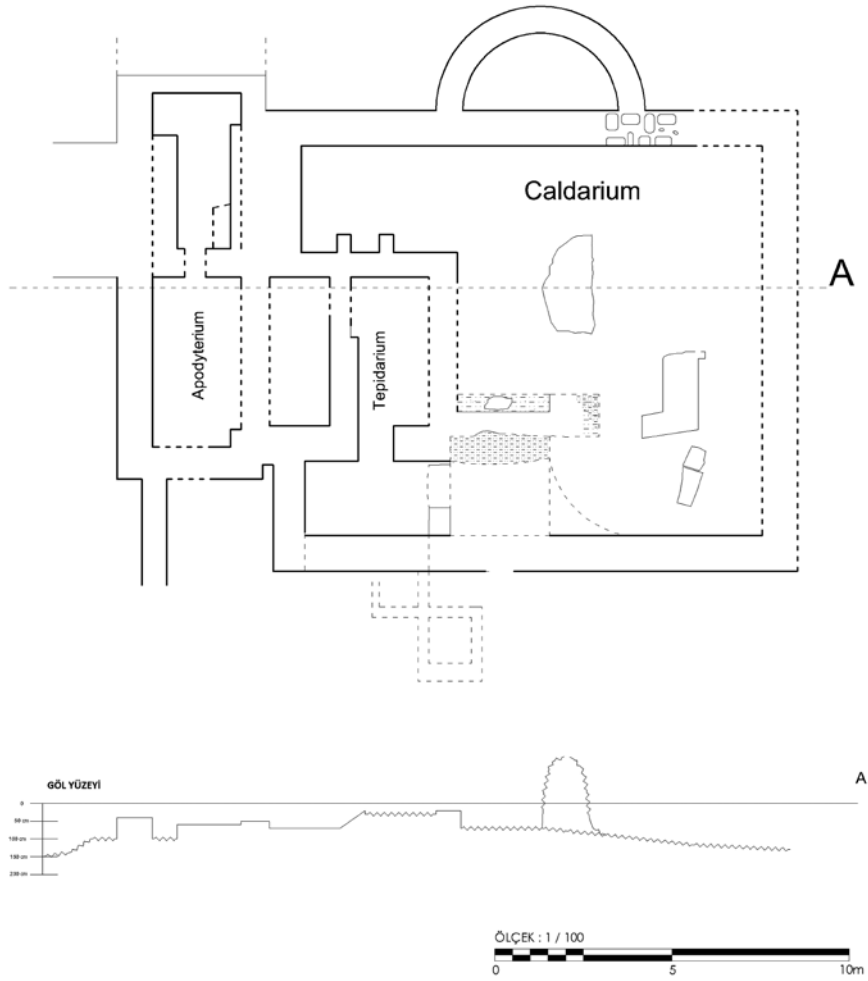 Caldarium
A
Apodyterium
Tepidarium
GÖL YÜZEYİ
A
0
50 cm
100 cm
150 cm
200 cm
ÖLÇEK : 1 / 100
0 5 10m